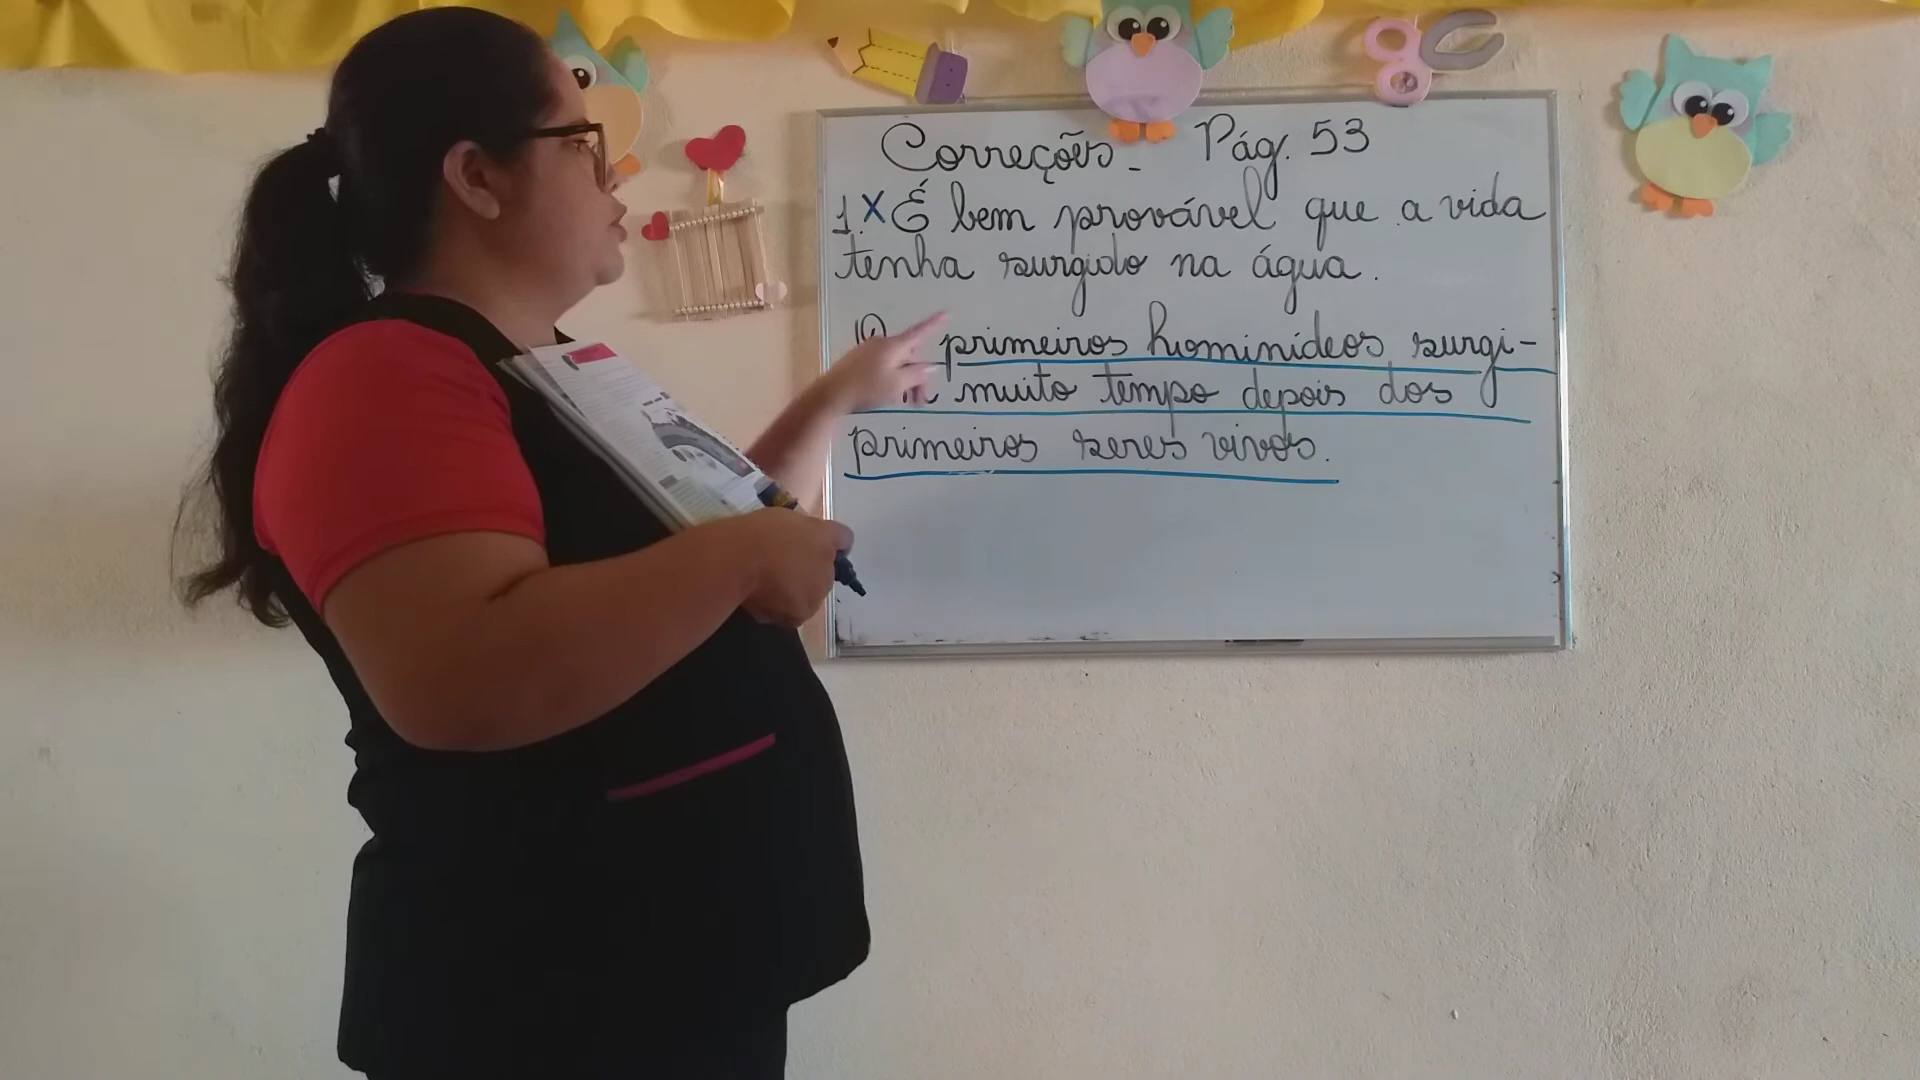 Correções - Pág. 53
1. X É bem provável que a vida
tenha surgido na água.
primeiros hominídeos surgi-
muito tempo depois dos
primeiros seres vivos.